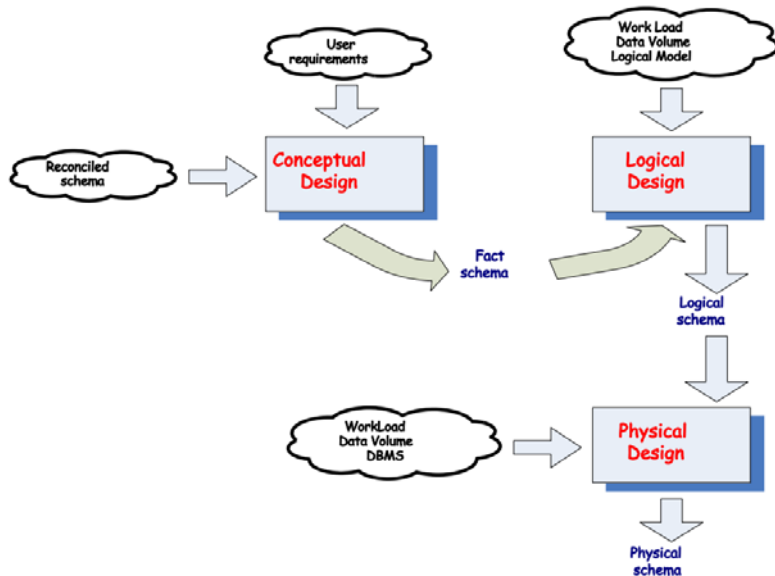 User
requirements
Work Load
Data Volume
Logical Model
Reconciled
schema
Conceptual
Design
Logical
Design
Fact
schema
Logical
schema
WorkLoad
Data Volume
DBMS
Physical
Design
Physical
schema